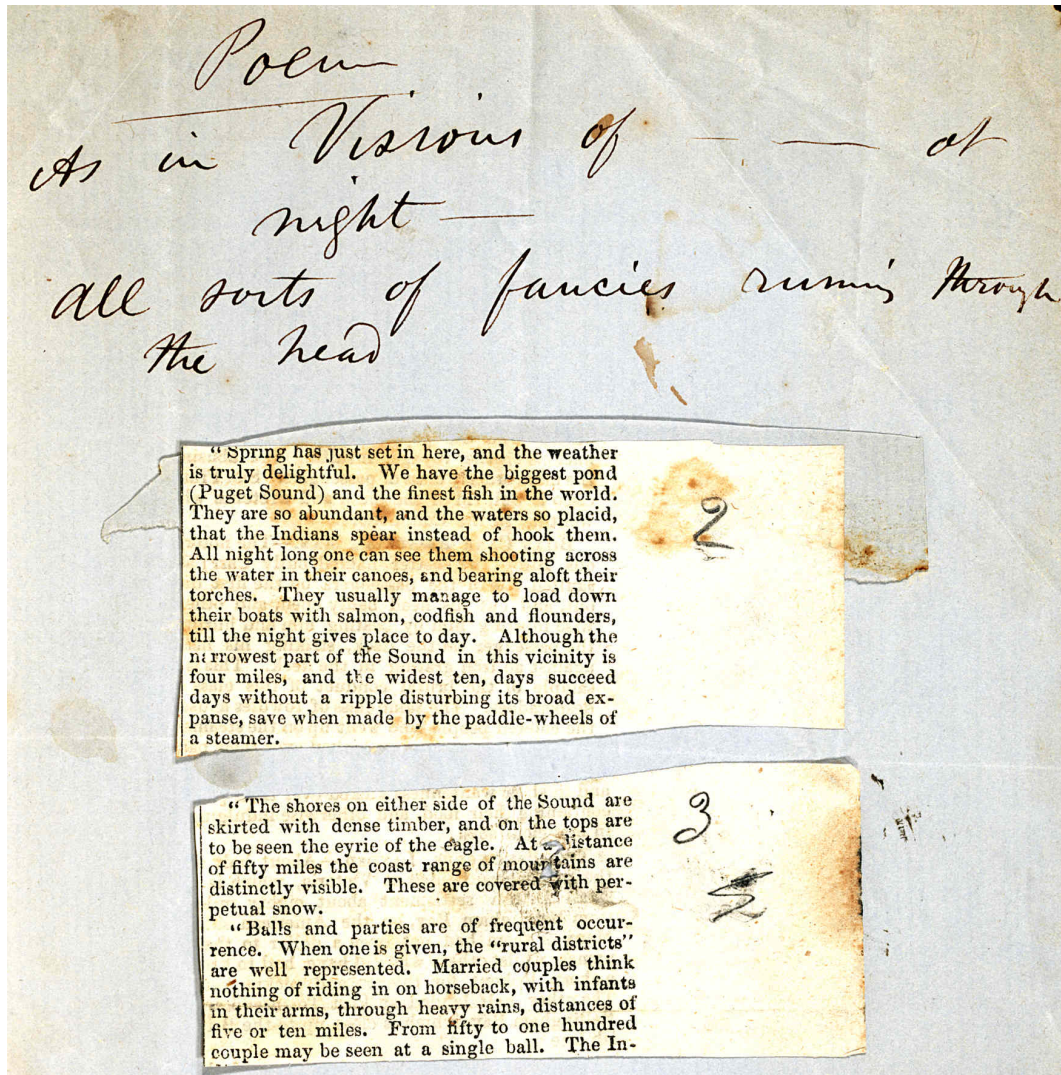 Poem
As in Visions of — — at
night —
All sorts of fancies running through
the head
"Spring has just set in here, and the weather
is truly delightful. We have the biggest pond
(Puget Sound) and the finest fish in the world.
They are so abundant, and the waters so placid,
that the Indians spear instead of hook them.
All night long one can see them shooting across
the water in their canoes, and bearing aloft their
torches. They usually manage to load down
their boats with salmon, codfish and flounders,
till the night gives place to day. Although the
narrowest part of the Sound in this vicinity is
four miles, and the widest ten, days succeed
days without a ripple disturbing its broad ex-
panse, save when made by the paddle-wheels of
a steamer.
2
"The shores on either side of the Sound are
skirted with dense timber, and on the tops are
to be seen the eyrie of the eagle. At a distance
of fifty miles the coast range of mountains are
distinctly visible. These are covered with per-
petual snow.
"Balls and parties are of frequent occur-
rence. When one is given, the "rural districts"
are well represented. Married couples think
nothing of riding in on horseback, with infants
in their arms, through heavy rains, distances of
five or ten miles. From fifty to one hundred
couple may be seen at a single ball. The In-
3